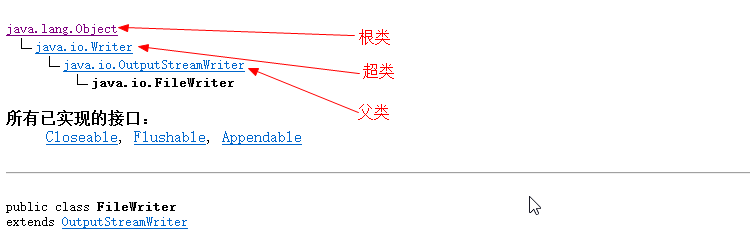 java.lang.Object
根类
java.io.Writer
超类
java.io.OutputStreamWriter
java.io.FileWriter
父类
所有已实现的接口：
Closeable, Flushable, Appendable
public class FileWriter
extends OutputStreamWriter